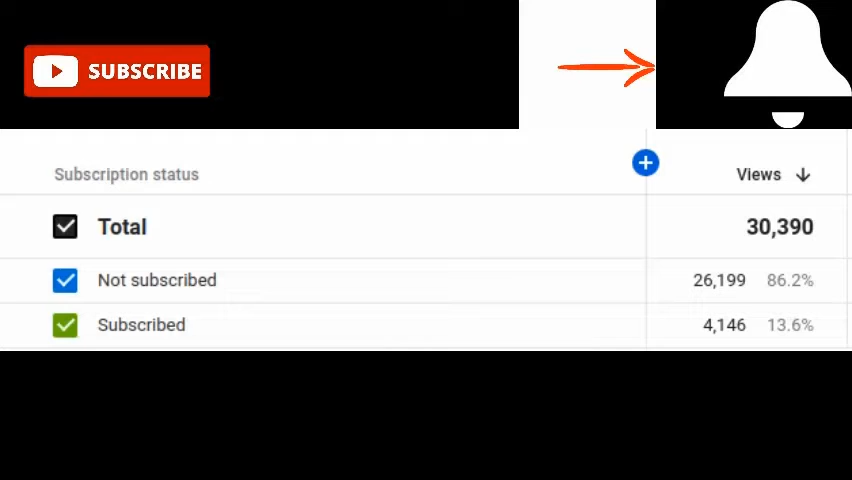 SUBSCRIBE
Subscription status Views
Total 30,390
Not subscribed 26,199 86.2%
Subscribed 4,146 13.6%